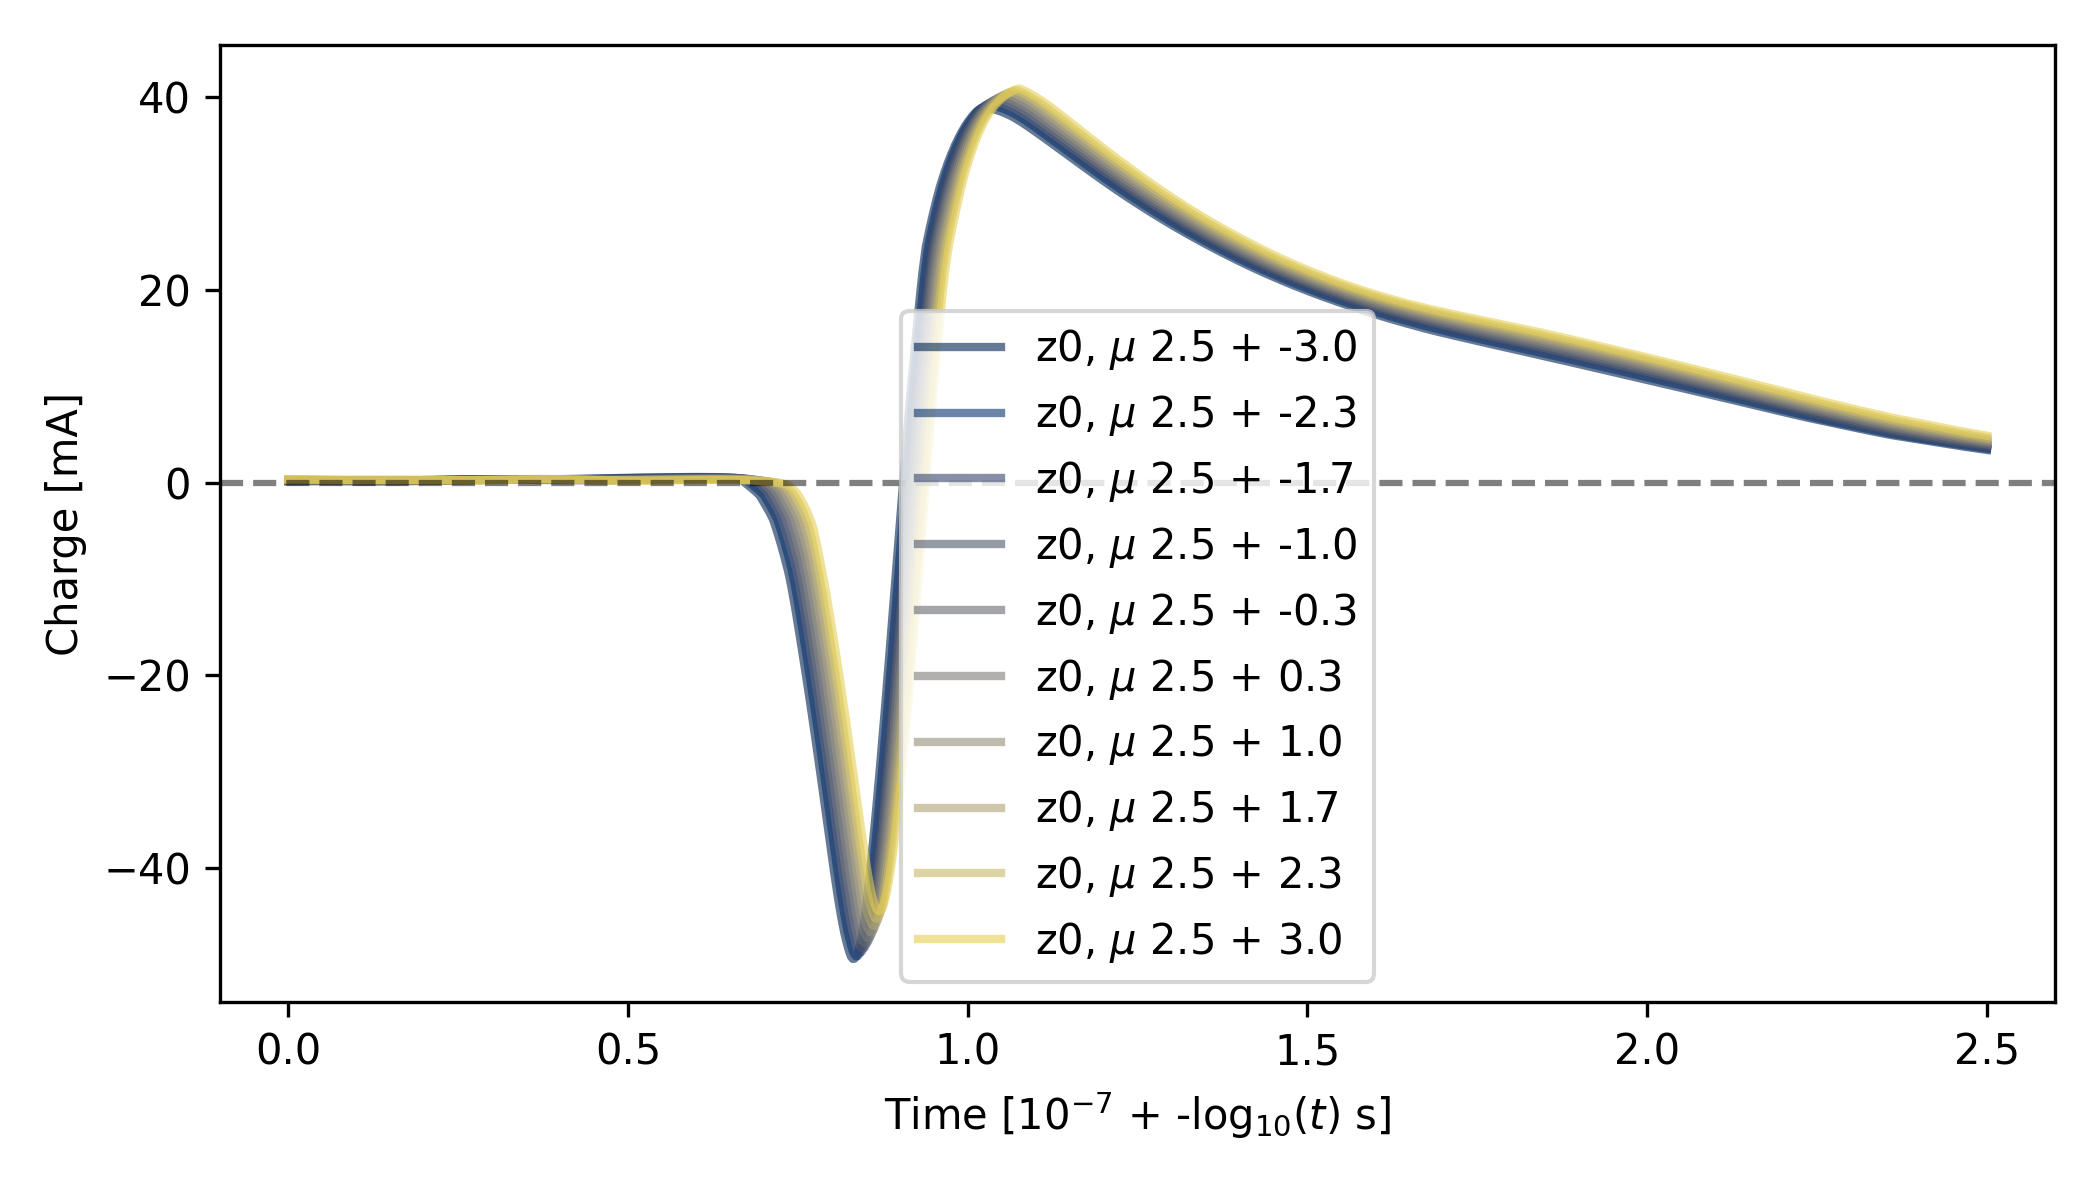 40
20
0
−20
−40
Charge [mA]
z0, μ 2.5 + -3.0
z0, μ 2.5 + -2.3
z0, μ 2.5 + -1.7
z0, μ 2.5 + -1.0
z0, μ 2.5 + -0.3
z0, μ 2.5 + 0.3
z0, μ 2.5 + 1.0
z0, μ 2.5 + 1.7
z0, μ 2.5 + 2.3
z0, μ 2.5 + 3.0
0.0 0.5 1.0 1.5 2.0 2.5
Time [10⁻⁷ + -log₁₀(t) s]